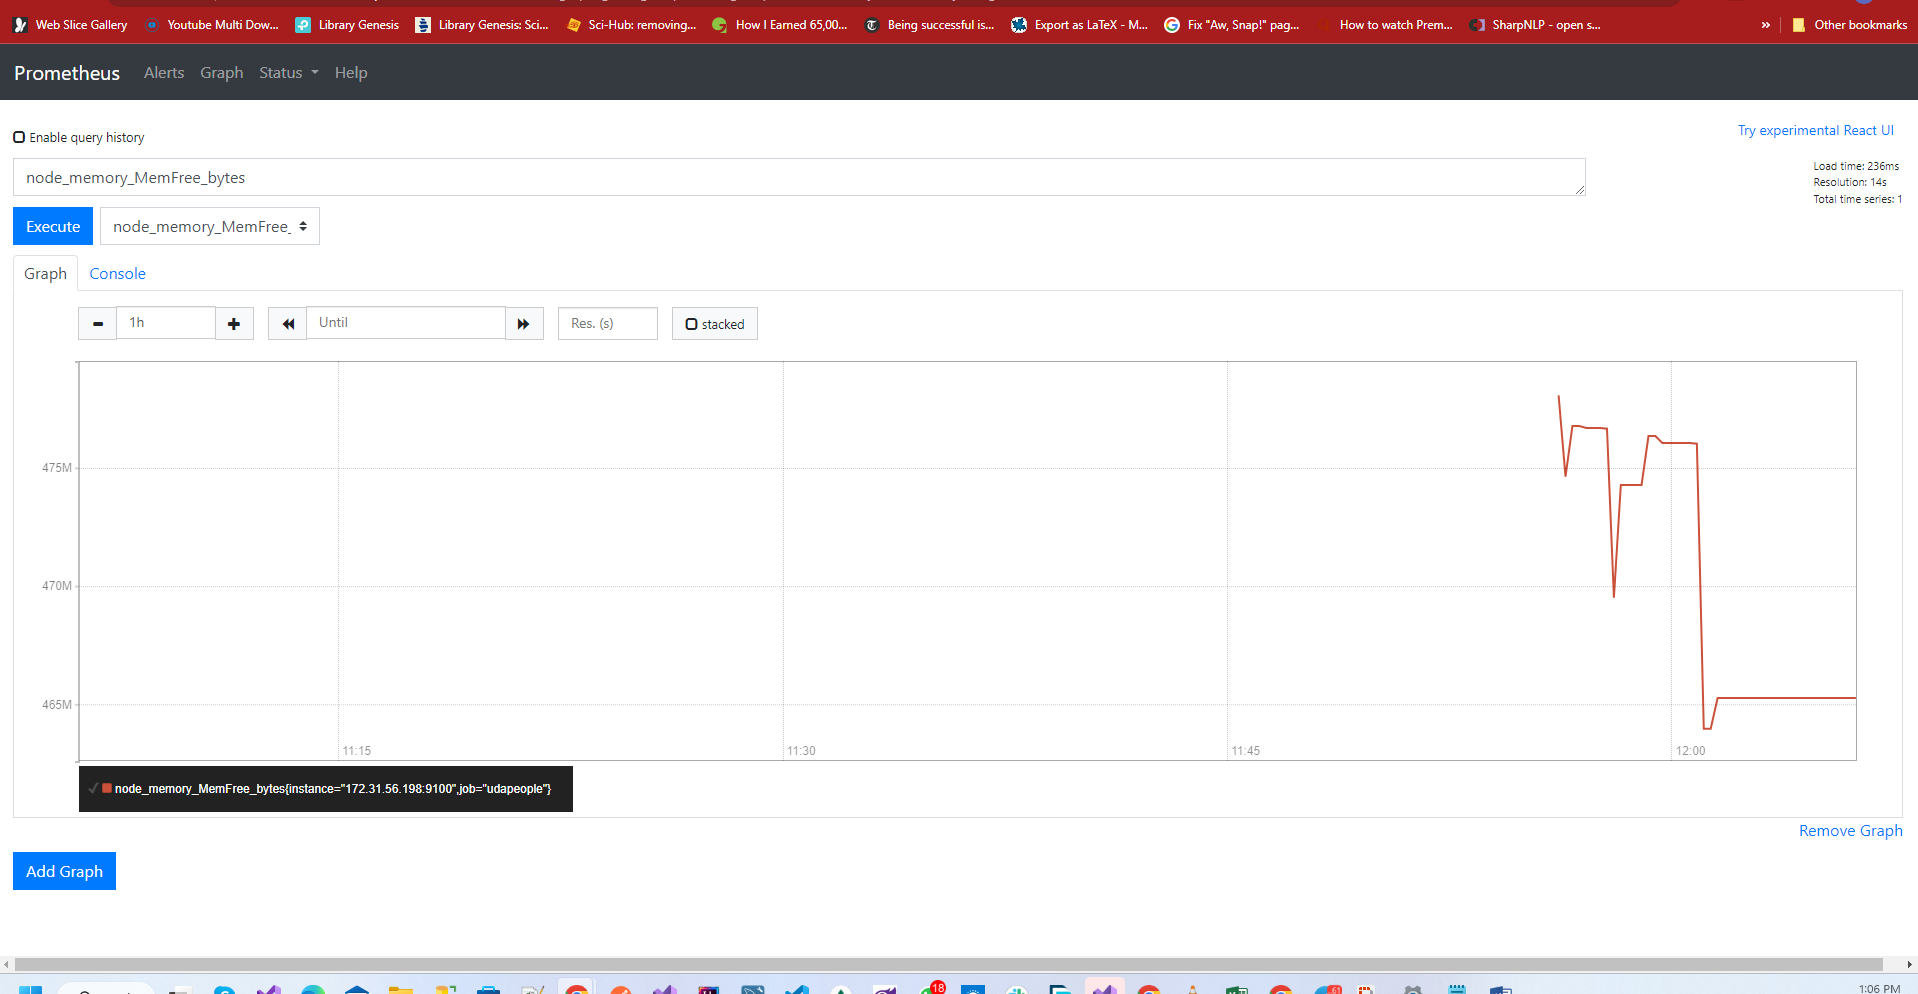 Web Slice Gallery Youtube Multi Dow... Library Genesis Library Genesis: Sci... Sci-Hub: removing... How I Earned 65,00... Being successful is... Export as LaTeX - M... Fix "Aw, Snap!" pag... How to watch Prem... SharpNLP - open s... » Other bookmarks
Prometheus Alerts Graph Status Help
Enable query history
Try experimental React UI
node_memory_MemFree_bytes
Load time: 236ms
Resolution: 14s
Total time series: 1
Execute node_memory_MemFree_
Graph Console
1h Until Res. (s) stacked
475M
470M
465M
11:15 11:30 11:45 12:00
node_memory_MemFree_bytes{instance="172.31.56.198:9100",job="udapeople"}
Remove Graph
Add Graph
18
61
1:06 PM